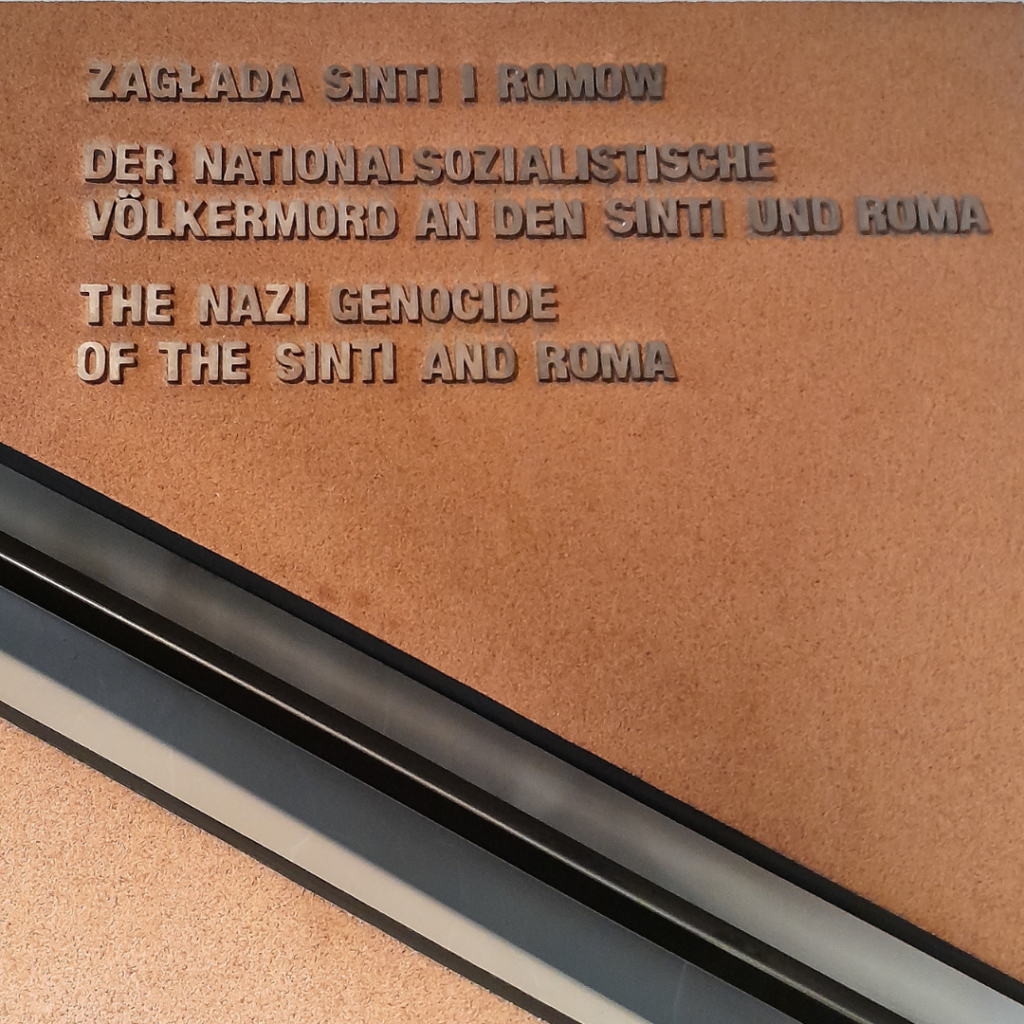 ZAGŁADA SINTI I ROMOW
DER NATIONALSOZIALISTISCHE
VÖLKERMORD AN DEN SINTI UND ROMA
THE NAZI GENOCIDE
OF THE SINTI AND ROMA